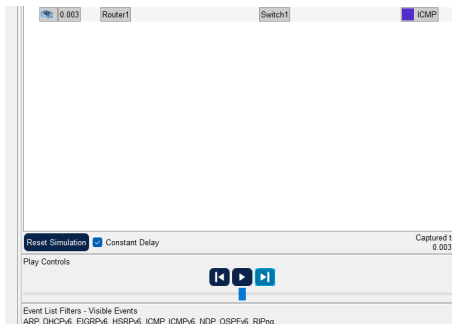 0.003 Router1 Switch1 ICMP
Reset Simulation Constant Delay Captured t
0.003
Play Controls
Event List Filters - Visible Events
ARP, DHCPv6, EIGRPv6, HSRPv6, ICMP, ICMPv6, NDP, OSPFv6, RIPng